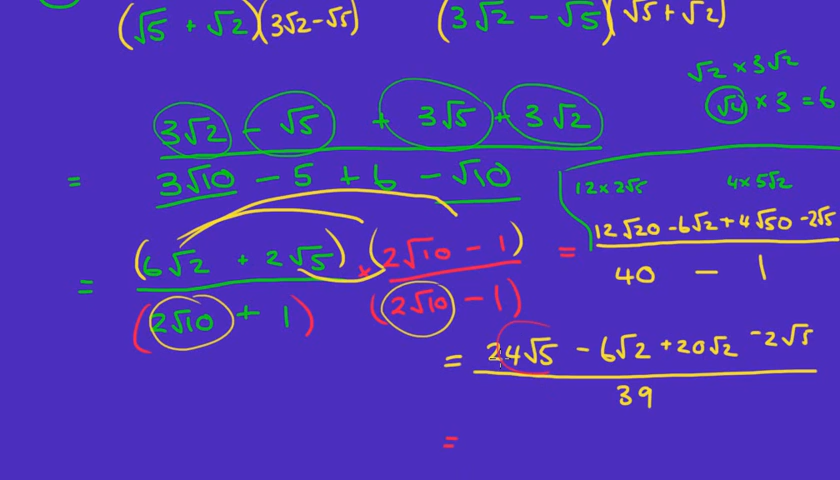 (√5 + √2)(3√2-√5) (3√2 - √5)(√5 + √2)
√2 × 3√2
√4 × 3 = 6
3√2 - √5 + 3√5 + 3√2
= 3√10 - 5 + 6 - √10
12×2√5 4×5√2
= 12√20 -6√2 + 4√50 -2√5
40 - 1
= (6√2 + 2√5) × (2√10 - 1)
(2√10 + 1) (2√10 - 1)
= 24√5 - 6√2 +20√2 -2√5
39
=